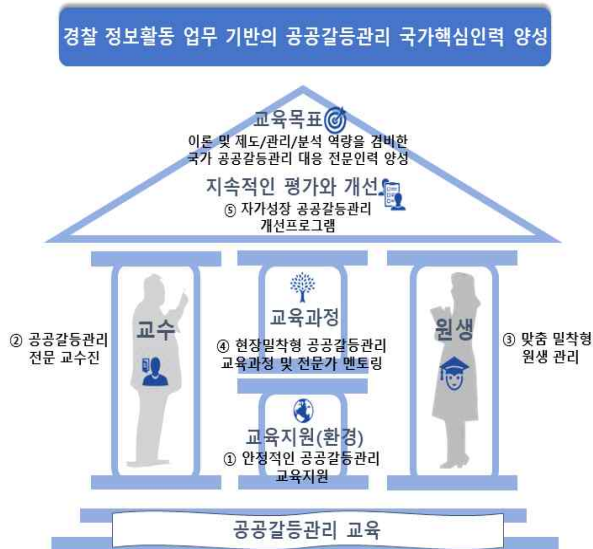 경찰 정보활동 업무 기반의 공공갈등관리 국가핵심인력 양성
교육목표
이론 및 제도/관리/분석 역량을 겸비한
국가 공공갈등관리 대응 전문인력 양성
지속적인 평가와 개선
⑤ 자가성장 공공갈등관리
개선프로그램
교수
② 공공갈등관리
전문 교수진
교육과정
④ 현장밀착형 공공갈등관리
교육과정 및 전문가 멘토링
원생
③ 맞춤 밀착형
원생 관리
교육지원(환경)
① 안정적인 공공갈등관리
교육지원
공공갈등관리 교육